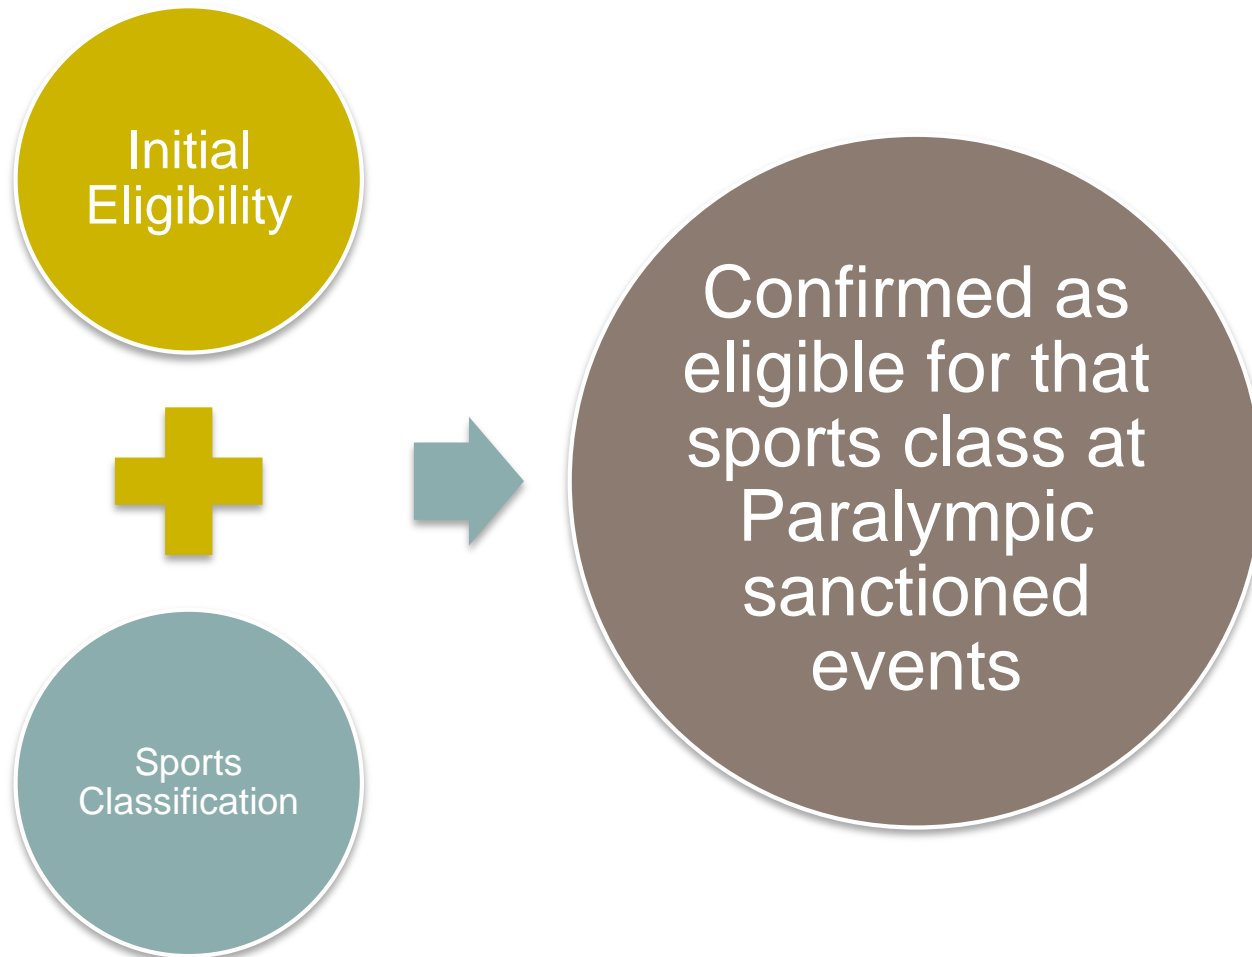 Initial
Eligibility
Sports
Classification
Confirmed as
eligible for that
sports class at
Paralympic
sanctioned
events